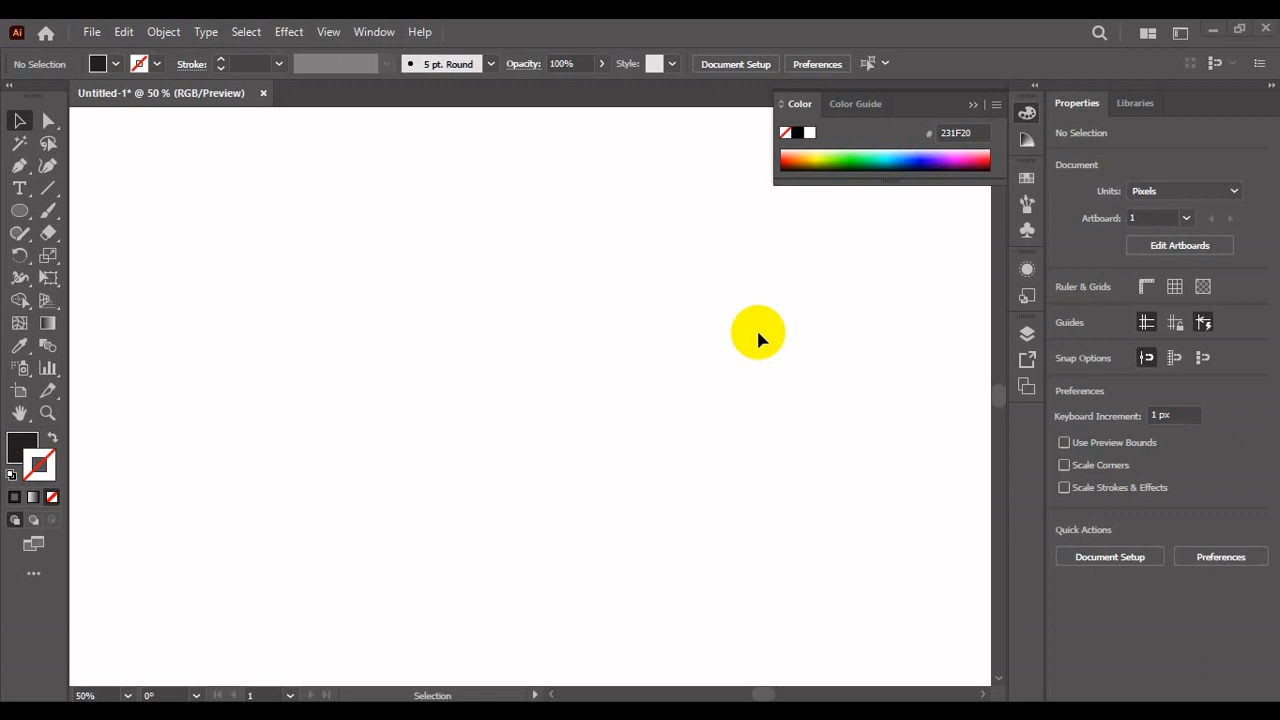 Ai File Edit Object Type Select Effect View Window Help
No Selection Stroke: 5 pt. Round Opacity: 100% Style: Document Setup Preferences
Untitled-1* @ 50 % (RGB/Preview)
Color Color Guide
# 231F20
Properties Libraries
No Selection
Document
Units: Pixels
Artboard: 1
Edit Artboards
Ruler & Grids
Guides
Snap Options
Preferences
Keyboard Increment: 1 px
Use Preview Bounds
Scale Corners
Scale Strokes & Effects
Quick Actions
Document Setup Preferences
50% 0° 1 Selection